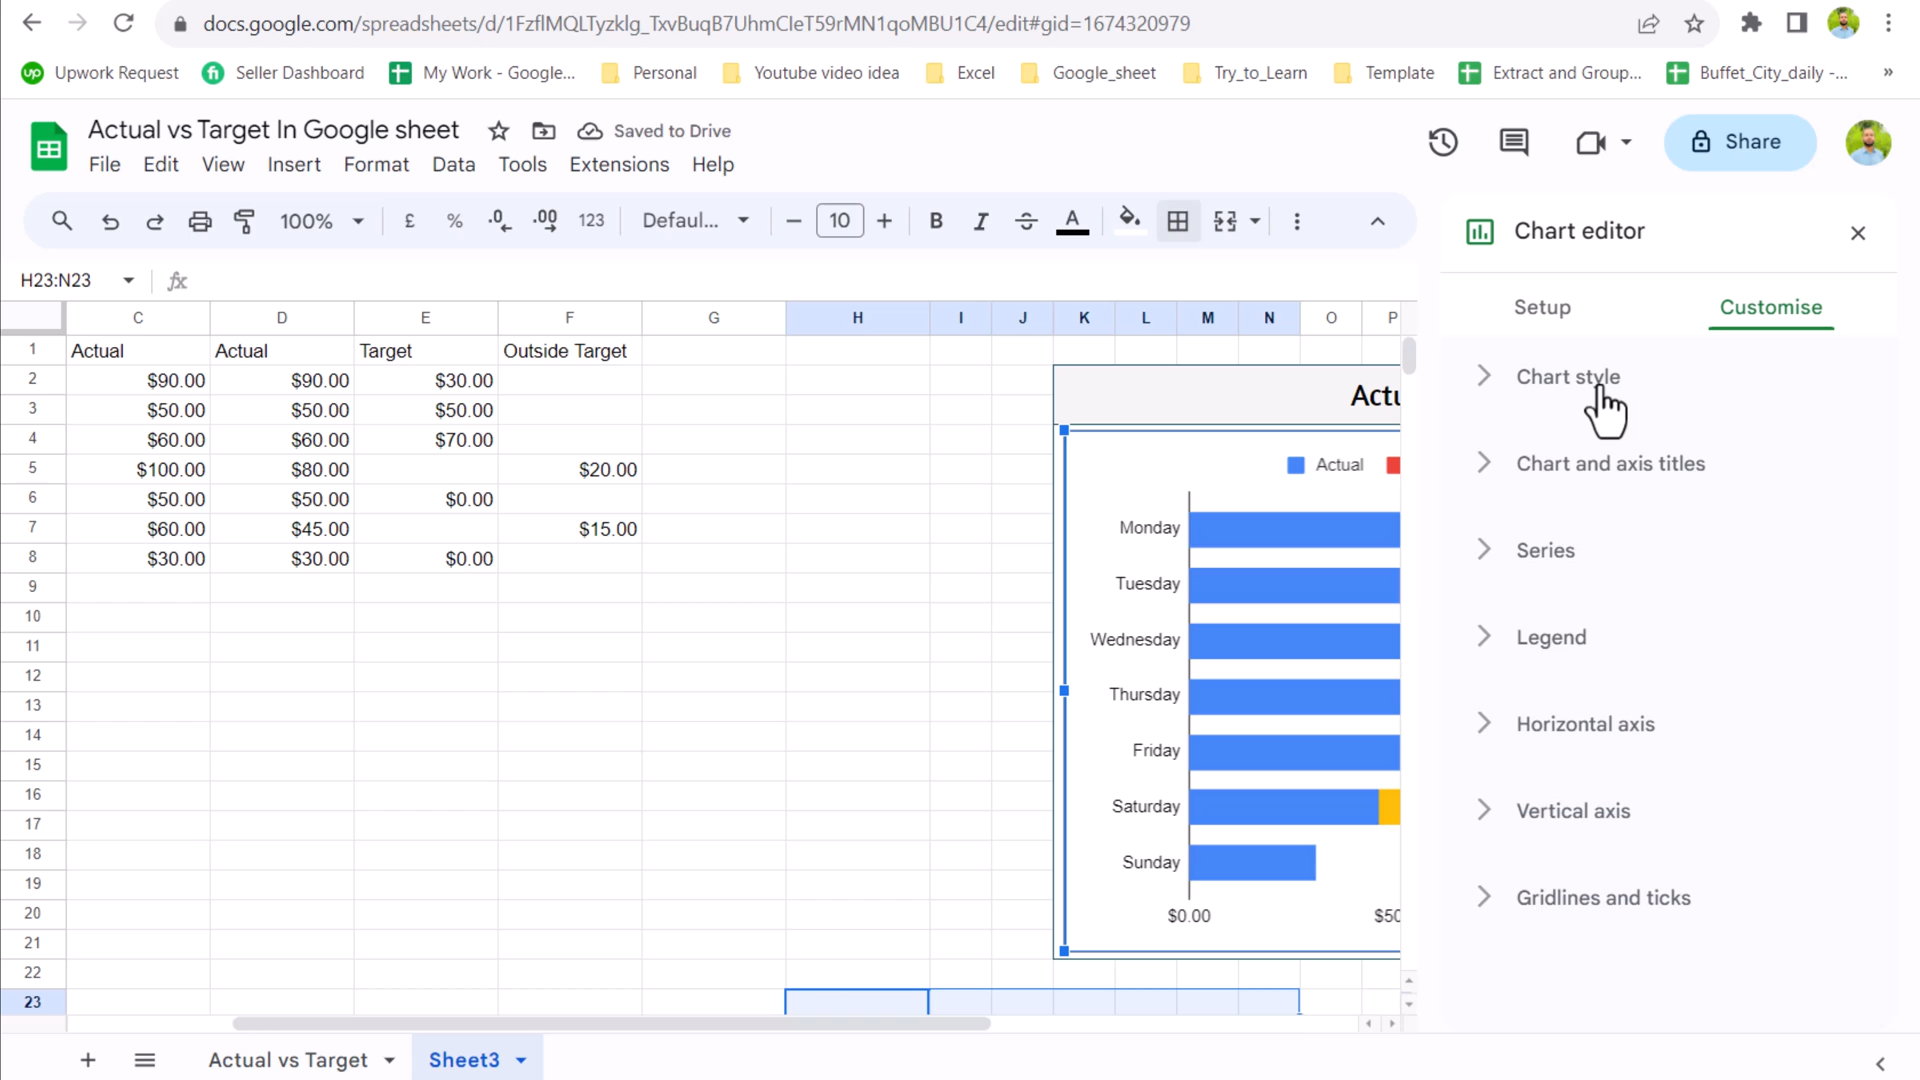 docs.google.com/spreadsheets/d/1FzflMQLTyzklg_TxvBuqB7UhmCIeT59rMN1qoMBU1C4/edit#gid=1674320979
up Upwork Request fi Seller Dashboard My Work - Google... Personal Youtube video idea Excel Google_sheet Try_to_Learn Template Extract and Group... Buffet_City_daily -... »
Actual vs Target In Google sheet Saved to Drive
File Edit View Insert Format Data Tools Extensions Help
Share
100% £ % .0 .00 123 Defaul... 10 B I S A
Chart editor
H23:N23 fx
Setup Customise
C D E F G H I J K L M N O P
1 Actual Actual Target Outside Target
2 $90.00 $90.00 $30.00
3 $50.00 $50.00 $50.00
4 $60.00 $60.00 $70.00
5 $100.00 $80.00 $20.00
6 $50.00 $50.00 $0.00
7 $60.00 $45.00 $15.00
8 $30.00 $30.00 $0.00
9
10
11
12
13
14
15
16
17
18
19
20
21
22
23
Actu
Actual
Monday
Tuesday
Wednesday
Thursday
Friday
Saturday
Sunday
$0.00 $50
Chart style
Chart and axis titles
Series
Legend
Horizontal axis
Vertical axis
Gridlines and ticks
Actual vs Target Sheet3